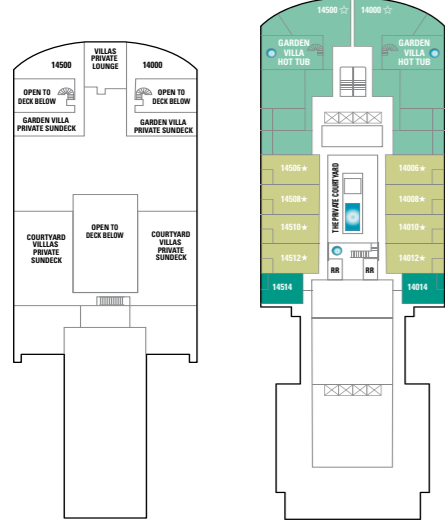 VILLAS
PRIVATE
LOUNGE
14500
14000
OPEN TO
DECK BELOW
OPEN TO
DECK BELOW
GARDEN VILLA
PRIVATE SUNDECK
GARDEN VILLA
PRIVATE SUNDECK
OPEN TO
DECK BELOW
COURTYARD
VILLLAS
PRIVATE
SUNDECK
COURTYARD
VILLAS
PRIVATE
SUNDECK
14500 ☆
14000 ☆
GARDEN
VILLA
HOT TUB
GARDEN
VILLA
HOT TUB
THE PRIVATE COURTYARD
14506★
14006★
14508★
14008★
14510★
14010★
14512★
14012★
RR
RR
14514
14014